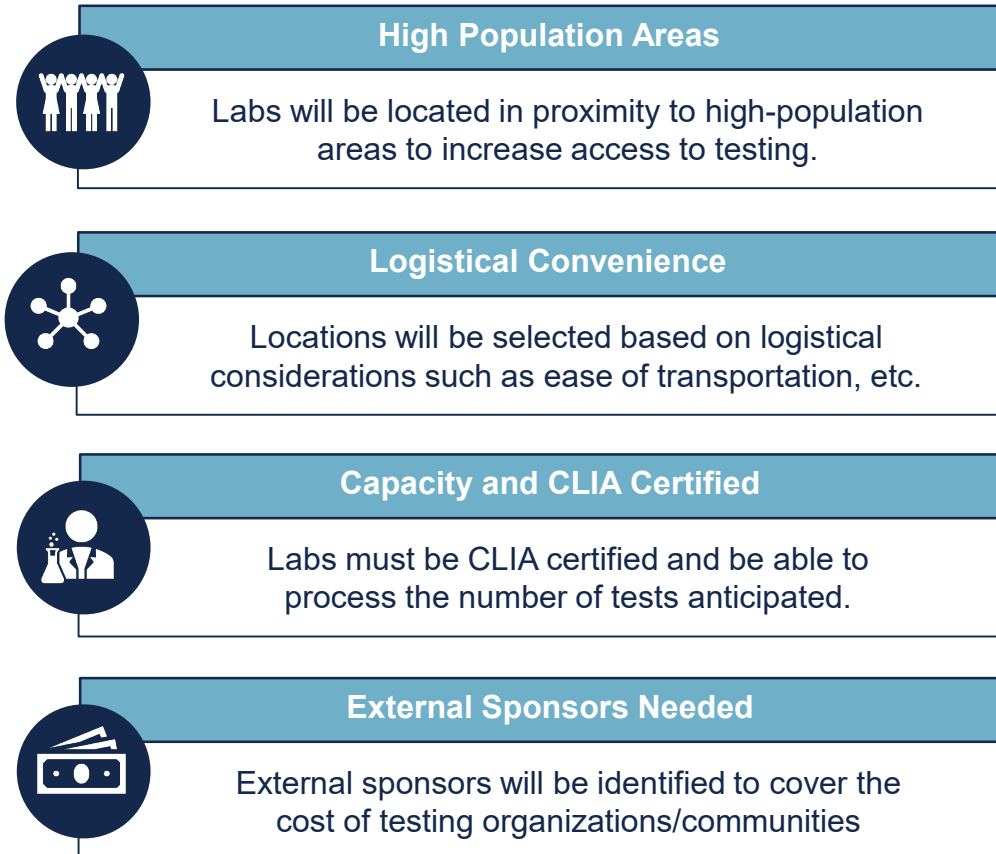 High Population Areas
Labs will be located in proximity to high-population
areas to increase access to testing.
Logistical Convenience
Locations will be selected based on logistical
considerations such as ease of transportation, etc.
Capacity and CLIA Certified
Labs must be CLIA certified and be able to
process the number of tests anticipated.
External Sponsors Needed
External sponsors will be identified to cover the
cost of testing organizations/communities